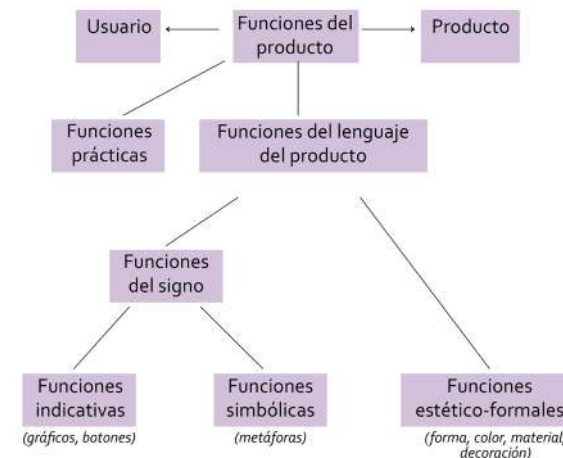 Usuario
Funciones del
producto
Producto
Funciones
prácticas
Funciones del lenguaje
del producto
Funciones
del signo
Funciones
indicativas
(gráficos, botones)
Funciones
simbólicas
(metáforas)
Funciones
estético-formales
(forma, color, material,
decoración)